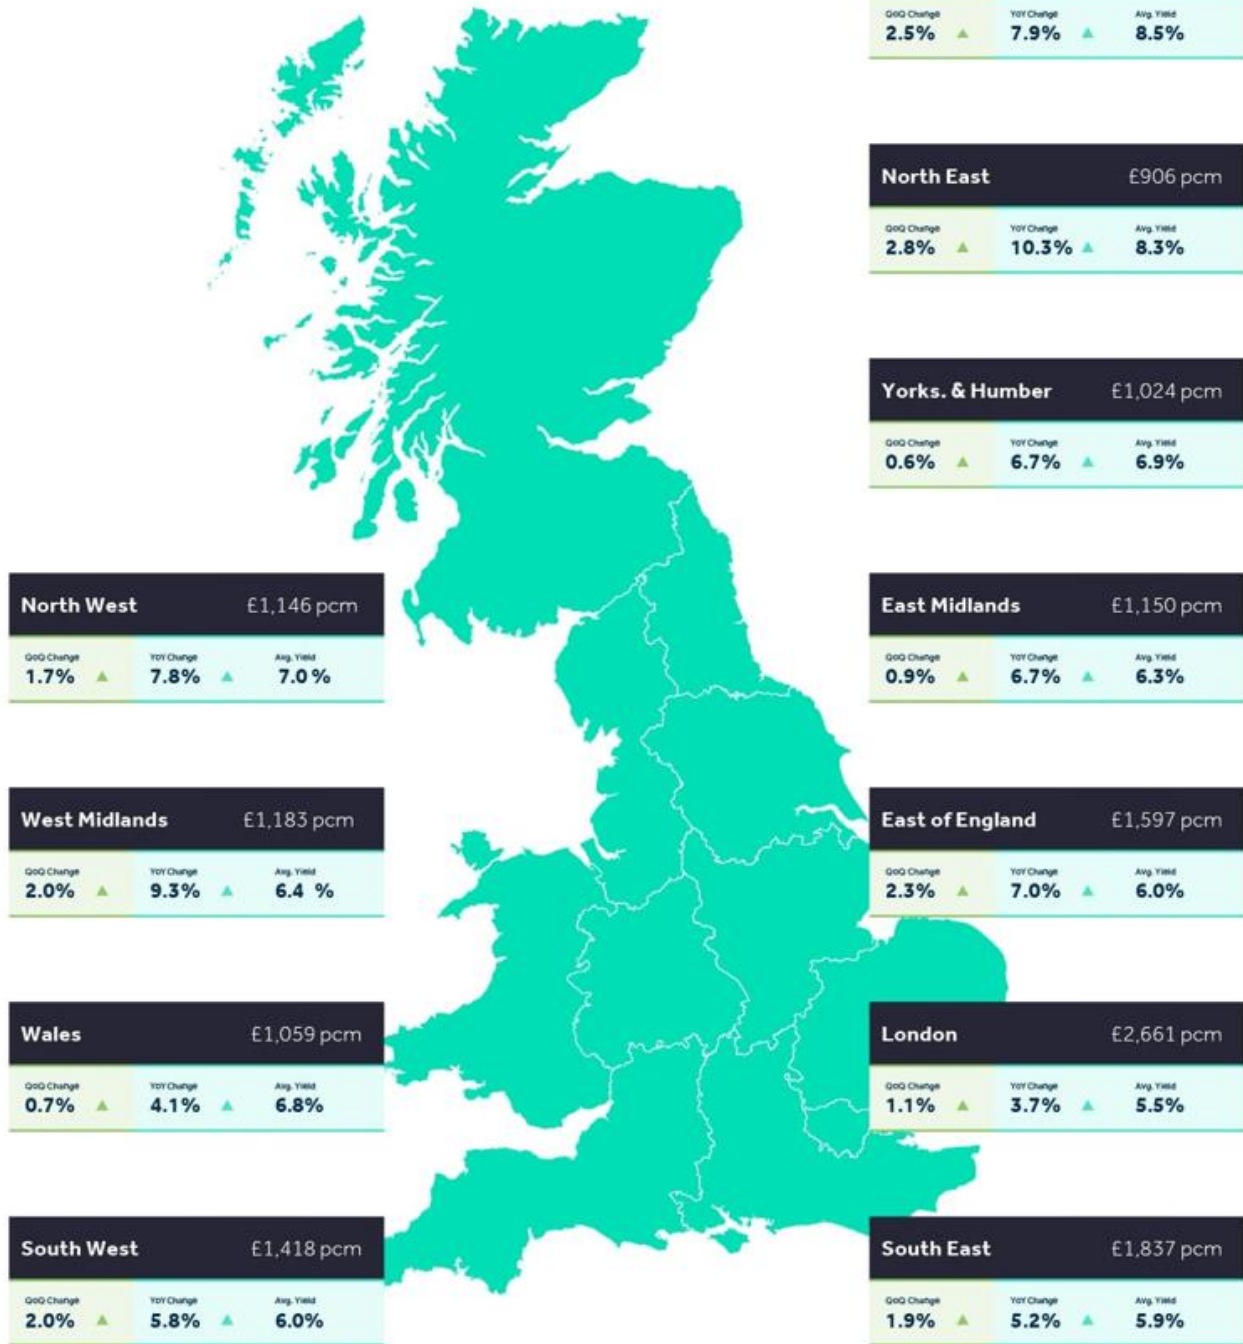 QoQ Change YoY Change Avg. Yield
2.5% 7.9% 8.5%
North East £906 pcm
QoQ Change YoY Change Avg. Yield
2.8% 10.3% 8.3%
Yorks. & Humber £1,024 pcm
QoQ Change YoY Change Avg. Yield
0.6% 6.7% 6.9%
North West £1,146 pcm
QoQ Change YoY Change Avg. Yield
1.7% 7.8% 7.0 %
East Midlands £1,150 pcm
QoQ Change YoY Change Avg. Yield
0.9% 6.7% 6.3%
West Midlands £1,183 pcm
QoQ Change YoY Change Avg. Yield
2.0% 9.3% 6.4 %
East of England £1,597 pcm
QoQ Change YoY Change Avg. Yield
2.3% 7.0% 6.0%
Wales £1,059 pcm
QoQ Change YoY Change Avg. Yield
0.7% 4.1% 6.8%
London £2,661 pcm
QoQ Change YoY Change Avg. Yield
1.1% 3.7% 5.5%
South West £1,418 pcm
QoQ Change YoY Change Avg. Yield
2.0% 5.8% 6.0%
South East £1,837 pcm
QoQ Change YoY Change Avg. Yield
1.9% 5.2% 5.9%